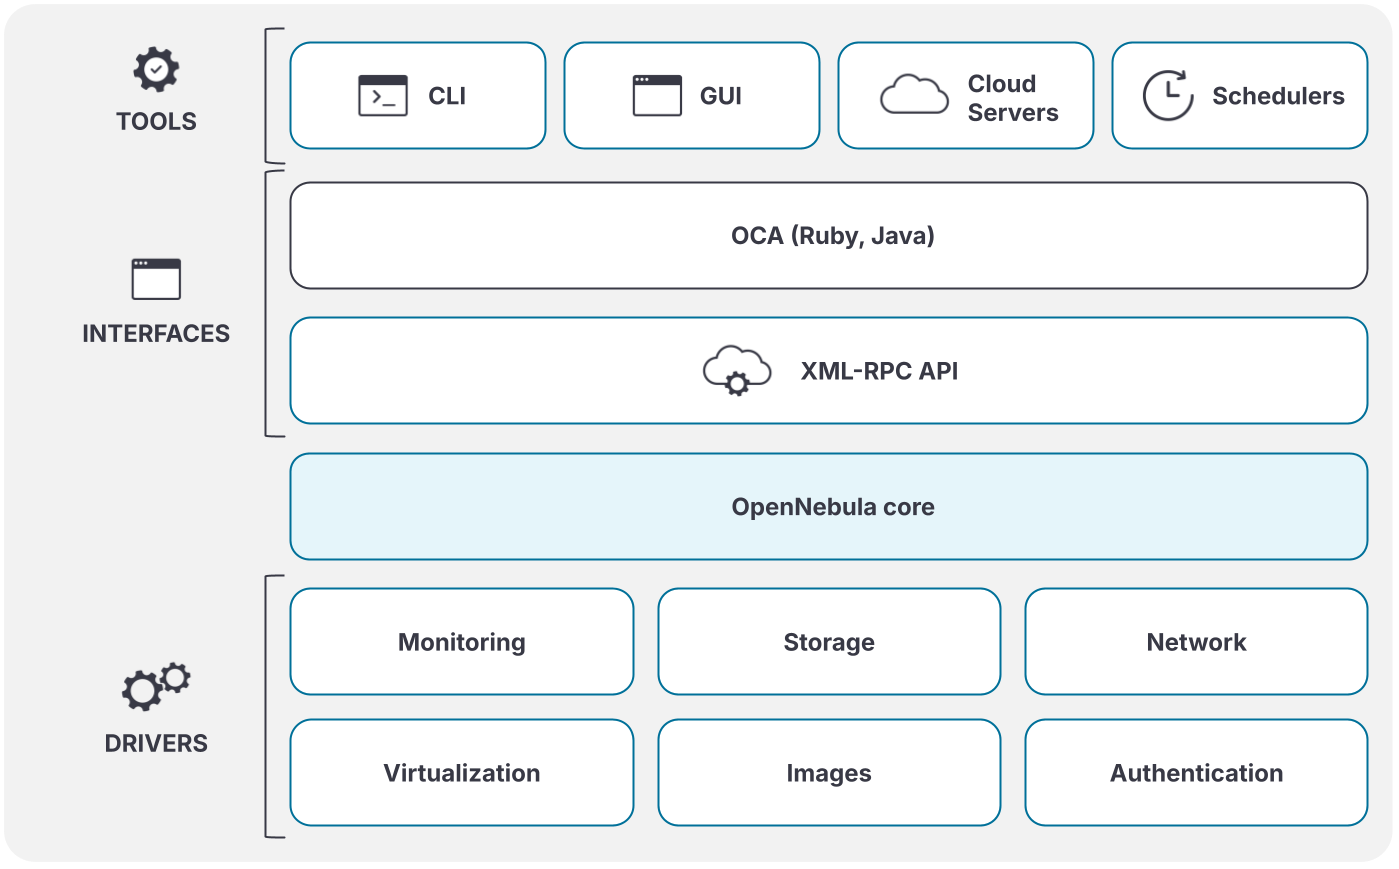 TOOLS
CLI
GUI
Cloud
Servers
Schedulers
INTERFACES
OCA (Ruby, Java)
XML-RPC API
OpenNebula core
DRIVERS
Monitoring
Storage
Network
Virtualization
Images
Authentication